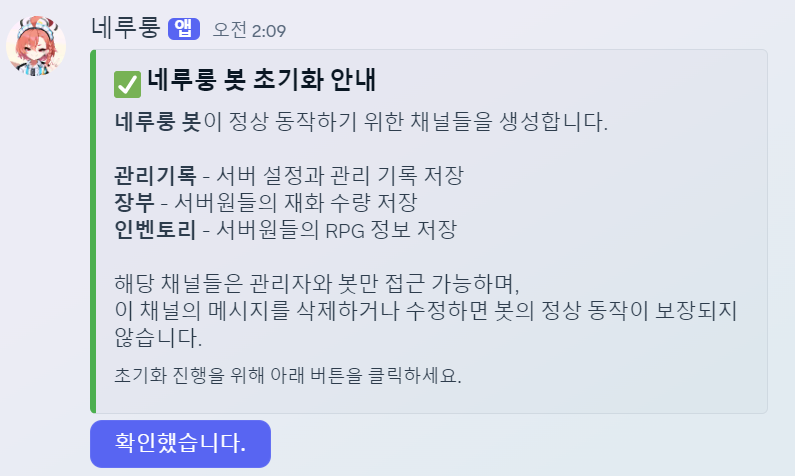 네루룽 앱 오전 2:09
✅ 네루룽 봇 초기화 안내
네루룽 봇이 정상 동작하기 위한 채널들을 생성합니다.
관리기록 - 서버 설정과 관리 기록 저장
장부 - 서버원들의 재화 수량 저장
인벤토리 - 서버원들의 RPG 정보 저장
해당 채널들은 관리자와 봇만 접근 가능하며,
이 채널의 메시지를 삭제하거나 수정하면 봇의 정상 동작이 보장되지
않습니다.
초기화 진행을 위해 아래 버튼을 클릭하세요.
확인했습니다.